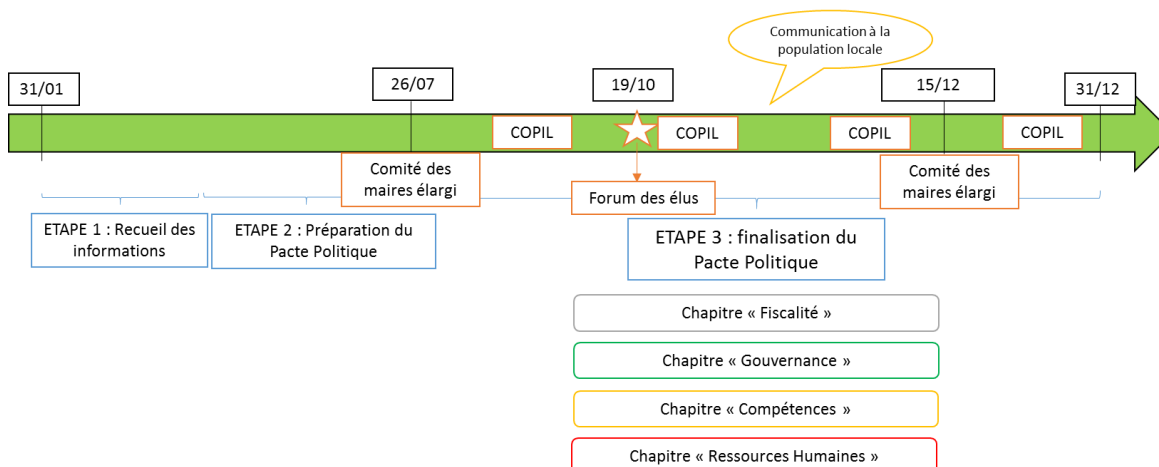 Communication à la
population locale
31/01
26/07
19/10
15/12
31/12
COPIL
COPIL
COPIL
COPIL
Comité des
maires élargi
Forum des élus
Comité des
maires élargi
ETAPE 1 : Recueil des
informations
ETAPE 2 : Préparation du
Pacte Politique
ETAPE 3 : finalisation du
Pacte Politique
Chapitre « Fiscalité »
Chapitre « Gouvernance »
Chapitre « Compétences »
Chapitre « Ressources Humaines »